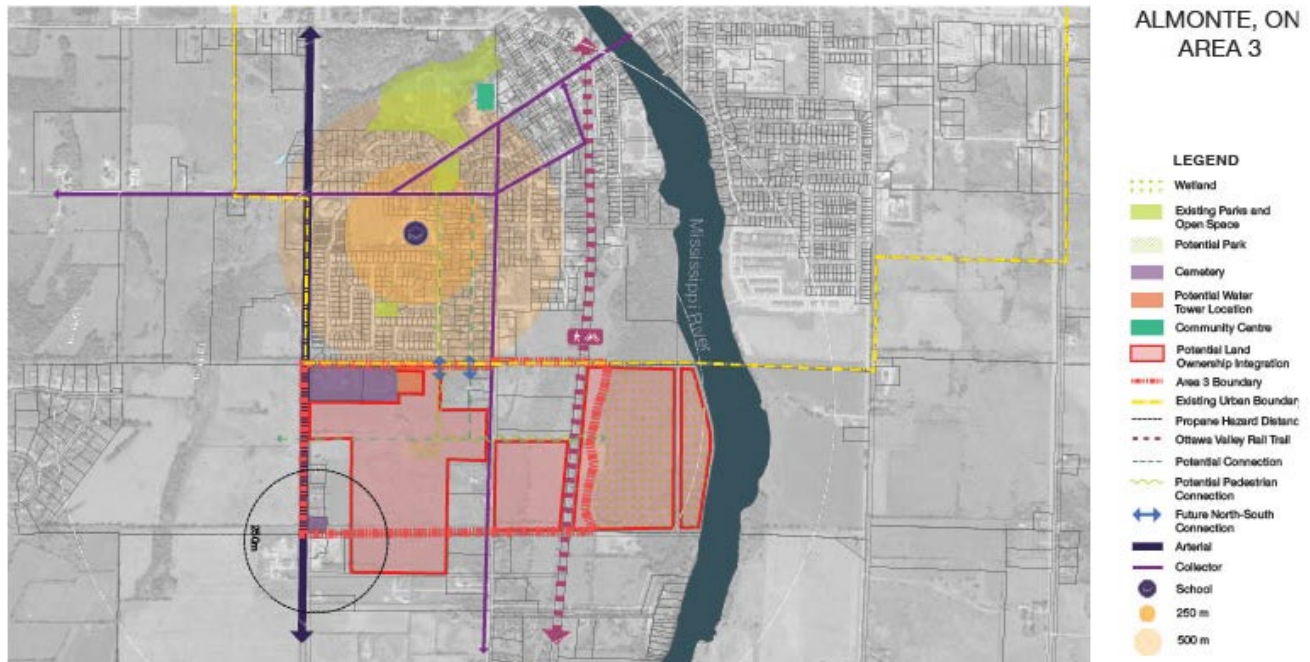 ALMONTE, ON
AREA 3
LEGEND
Wetland
Existing Parks and
Open Space
Potential Park
Cemetery
Potential Water
Tower Location
Community Centre
Potential Land
Ownership Integration
Area 3 Boundary
Existing Urban Boundary
Propane Hazard Distanc
Ottawa Valley Rail Trail
Potential Connection
Potential Pedestrian
Connection
Future North-South
Connection
Arterial
Collector
School
250 m
500 m
Mississippi River
250m